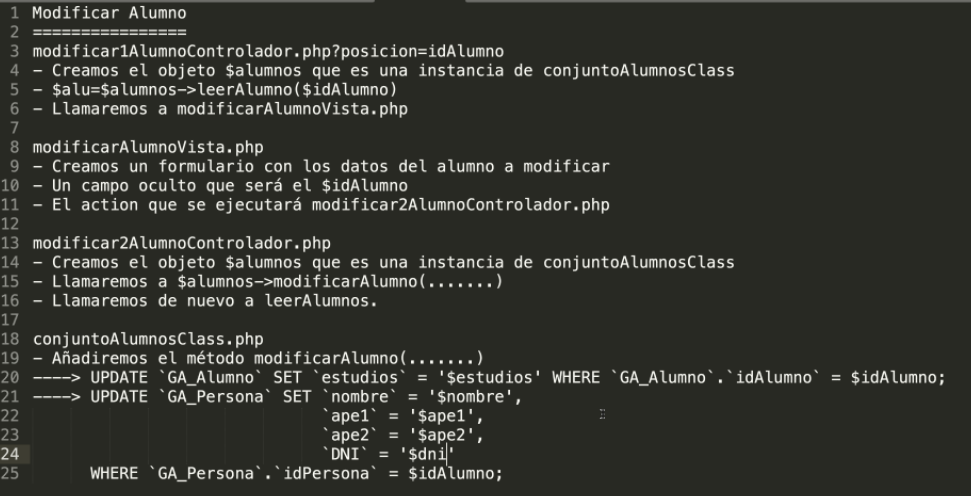 1 Modificar Alumno
2 ================
3 modificar1AlumnoControlador.php?posicion=idAlumno
4 – Creamos el objeto $alumnos que es una instancia de conjuntoAlumnosClass
5 – $alu=$alumnos->leerAlumno($idAlumno)
6 – Llamaremos a modificarAlumnoVista.php
7
8 modificarAlumnoVista.php
9 – Creamos un formulario con los datos del alumno a modificar
10 – Un campo oculto que será el $idAlumno
11 – El action que se ejecutará modificar2AlumnoControlador.php
12
13 modificar2AlumnoControlador.php
14 – Creamos el objeto $alumnos que es una instancia de conjuntoAlumnosClass
15 – Llamaremos a $alumnos->modificarAlumno(.......)
16 – Llamaremos de nuevo a leerAlumnos.
17
18 conjuntoAlumnosClass.php
19 – Añadiremos el método modificarAlumno(.......)
20 ----> UPDATE `GA_Alumno` SET `estudios` = '$estudios' WHERE `GA_Alumno`.`idAlumno` = $idAlumno;
21 ----> UPDATE `GA_Persona` SET `nombre` = '$nombre',
22 `ape1` = '$ape1',
23 `ape2` = '$ape2',
24 `DNI` = '$dni'
25 WHERE `GA_Persona`.`idPersona` = $idAlumno;